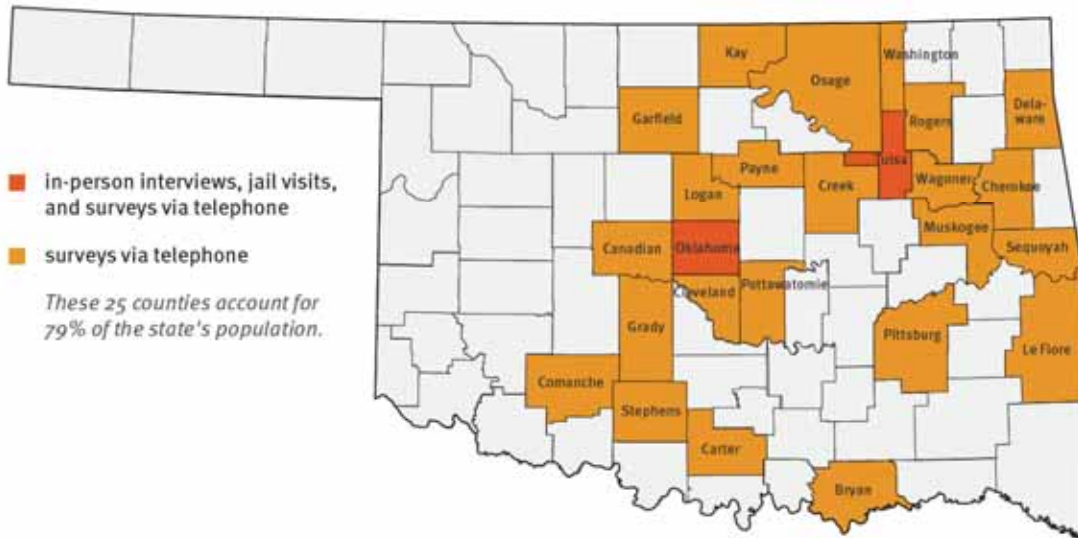 Kay
Washington
Osage
Dela-
ware
Garfield
Rogers
in-person interviews, jail visits,
and surveys via telephone
Payne
Creek
Wagoner
Cherokee
Logan
Muskogee
surveys via telephone
Canadian
Oklahoma
Sequoyah
These 25 counties account for
79% of the state's population.
Cleveland
Pottawatomie
Grady
Pittsburg
Le Flore
Comanche
Stephens
Carter
Bryan